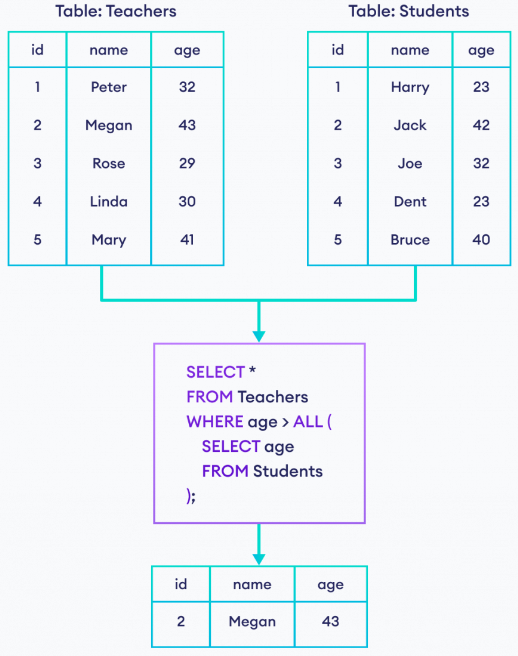 Table: Teachers
id name age
1 Peter 32
2 Megan 43
3 Rose 29
4 Linda 30
5 Mary 41
Table: Students
id name age
1 Harry 23
2 Jack 42
3 Joe 32
4 Dent 23
5 Bruce 40
SELECT *
FROM Teachers
WHERE age > ALL (
SELECT age
FROM Students
);
id name age
2 Megan 43